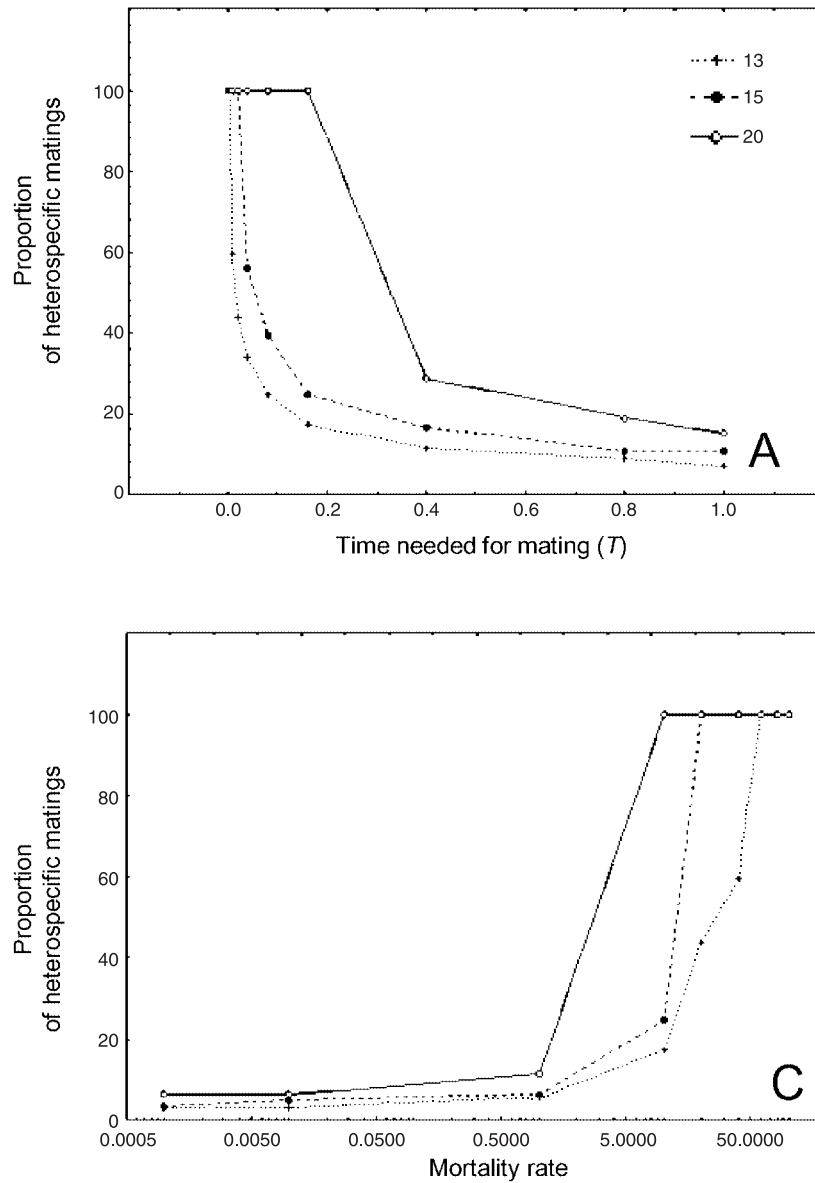 13
15
20
100
80
60
40
20
0
Proportion
of heterospecific matings
0.0 0.2 0.4 0.6 0.8 1.0
Time needed for mating (T)
A
100
80
60
40
20
0
Proportion
of heterospecific matings
0.0005 0.0050 0.0500 0.5000 5.0000 50.0000
Mortality rate
C